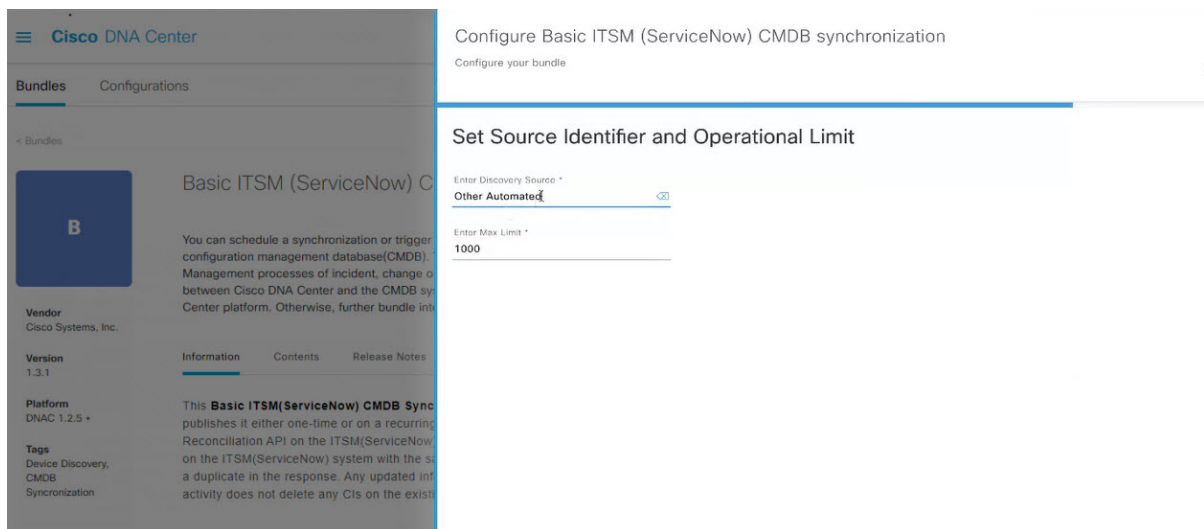 Cisco DNA Center
Bundles Configurations
< Bundles
B
Vendor
Cisco Systems, Inc.
Version
1.3.1
Platform
DNAC 1.2.5 +
Tags
Device Discovery,
CMDB
Syncronization
Basic ITSM (ServiceNow) C
You can schedule a synchronization or trigger
configuration management database(CMDB).
Management processes of incident, change o
between Cisco DNA Center and the CMDB sy
Center platform. Otherwise, further bundle int
Information Contents Release Notes
This Basic ITSM(ServiceNow) CMDB Sync
publishes it either one-time or on a recurring
Reconciliation API on the ITSM(ServiceNow
on the ITSM(ServiceNow) system with the sa
a duplicate in the response. Any updated inf
activity does not delete any CIs on the existi
Configure Basic ITSM (ServiceNow) CMDB synchronization
Configure your bundle
Set Source Identifier and Operational Limit
Enter Discovery Source *
Other Automated
Enter Max Limit *
1000